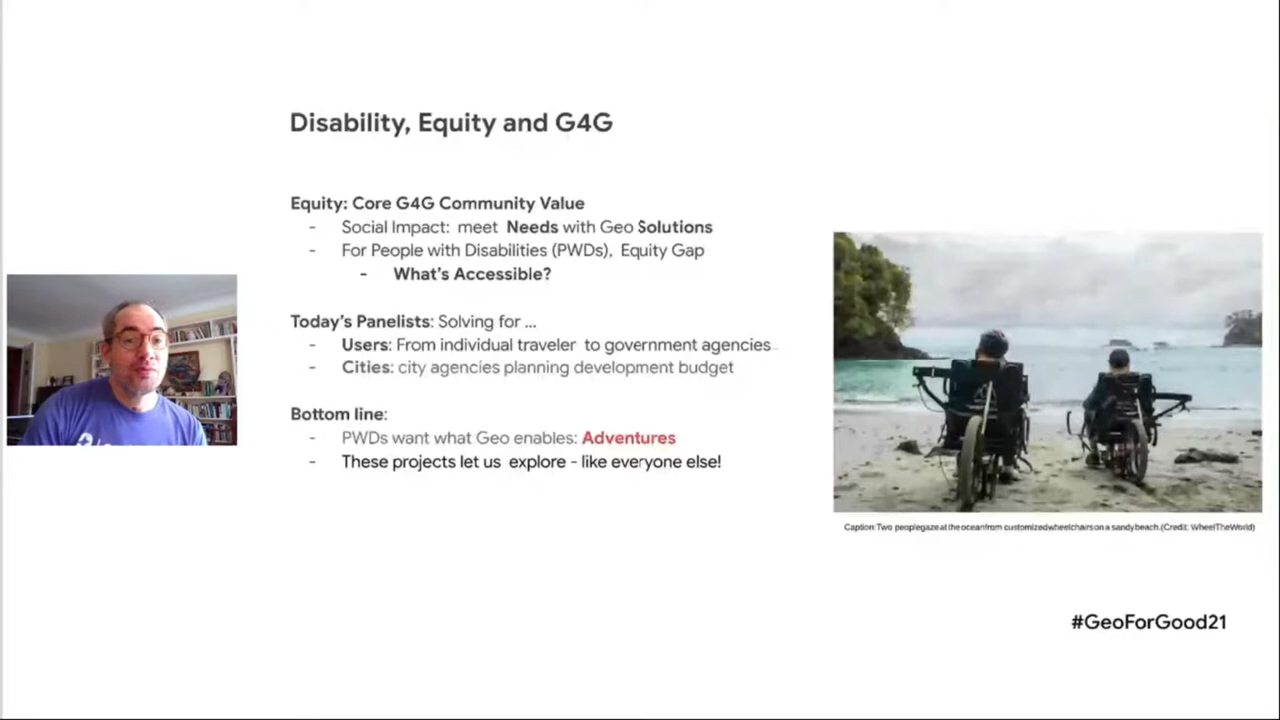 Disability, Equity and G4G
Equity: Core G4G Community Value
- Social Impact: meet Needs with Geo Solutions
- For People with Disabilities (PWDs), Equity Gap
- What's Accessible?
Today's Panelists: Solving for ...
- Users: From individual traveler to government agencies
- Cities: city agencies planning development budget
Bottom line:
- PWDs want what Geo enables: Adventures
- These projects let us explore - like everyone else!
Caption: Two people gaze at the ocean from customized wheelchairs on a sandy beach. (Credit: WheelTheWorld)
#GeoForGood21